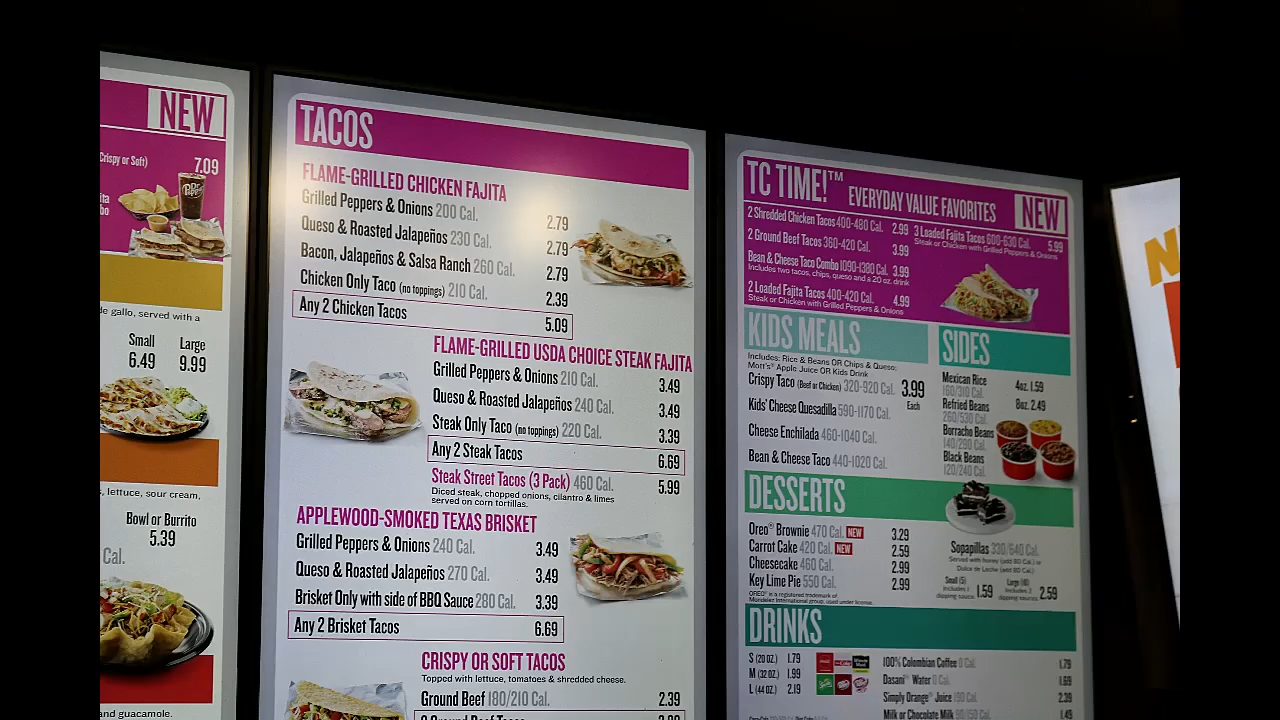 NEW
Crispy or Soft)
7.09
de gallo, served with a
Small Large
6.49 9.99
, lettuce, sour cream,
Bowl or Burrito
5.39
Cal.
and guacamole.
TACOS
FLAME-GRILLED CHICKEN FAJITA
Grilled Peppers & Onions 200 Cal. 2.79
Queso & Roasted Jalapeños 230 Cal. 2.79
Bacon, Jalapeños & Salsa Ranch 260 Cal. 2.79
Chicken Only Taco (no toppings) 210 Cal. 2.39
Any 2 Chicken Tacos 5.09
FLAME-GRILLED USDA CHOICE STEAK FAJITA
Grilled Peppers & Onions 210 Cal. 3.49
Queso & Roasted Jalapeños 240 Cal. 3.49
Steak Only Taco (no toppings) 220 Cal. 3.39
Any 2 Steak Tacos 6.69
Steak Street Tacos (3 Pack) 460 Cal. 5.99
Diced steak, chopped onions, cilantro & limes
served on corn tortillas.
APPLEWOOD-SMOKED TEXAS BRISKET
Grilled Peppers & Onions 240 Cal. 3.49
Queso & Roasted Jalapeños 270 Cal. 3.49
Brisket Only with side of BBQ Sauce 280 Cal. 3.39
Any 2 Brisket Tacos 6.69
CRISPY OR SOFT TACOS
Topped with lettuce, tomatoes & shredded cheese.
Ground Beef 180/210 Cal. 2.39
TC TIME!™ EVERYDAY VALUE FAVORITES NEW
2 Shredded Chicken Tacos 400-480 Cal. 2.99
2 Ground Beef Tacos 360-420 Cal. 3.99
Bean & Cheese Taco Combo 1090-1380 Cal. 3.99
Includes two tacos, chips, queso and a 20 oz. drink
2 Loaded Fajita Tacos 400-420 Cal. 4.99
Steak or Chicken with Grilled Peppers & Onions
3 Loaded Fajita Tacos 600-630 Cal. 5.99
Steak or Chicken with Grilled Peppers & Onions
KIDS MEALS
Includes: Rice & Beans OR Chips & Queso;
Mott's® Apple Juice OR Kids Drink
Crispy Taco (Beef or Chicken) 320-920 Cal. 3.99
Each
Kids' Cheese Quesadilla 590-1170 Cal.
Cheese Enchilada 460-1040 Cal.
Bean & Cheese Taco 440-1020 Cal.
SIDES
Mexican Rice 4oz. 1.59
160/310 Cal.
Refried Beans 8oz. 2.49
260/530 Cal.
Borracho Beans
140/290 Cal.
Black Beans
120/240 Cal.
DESSERTS
Oreo® Brownie 470 Cal. NEW 3.29
Carrot Cake 420 Cal. NEW 2.59
Cheesecake 460 Cal. 2.99
Key Lime Pie 550 Cal. 2.99
OREO® is a registered trademark of
Mondelez International group, used under license.
Sopapillas 330/640 Cal.
Served with honey (add 80 Cal.) or
Dulce de Leche (add 80 Cal.)
Small (5) 1.59 Large (10) 2.59
includes 1 dipping sauce includes 2 dipping sauces
DRINKS
S (20 OZ.) 1.79
M (32 OZ.) 1.99
L (44 OZ.) 2.19
100% Colombian Coffee 0 Cal. 1.79
Dasani® Water 0 Cal. 1.69
Simply Orange® Juice 190 Cal. 2.39
Milk or Chocolate Milk 90/150 Cal. 1.49